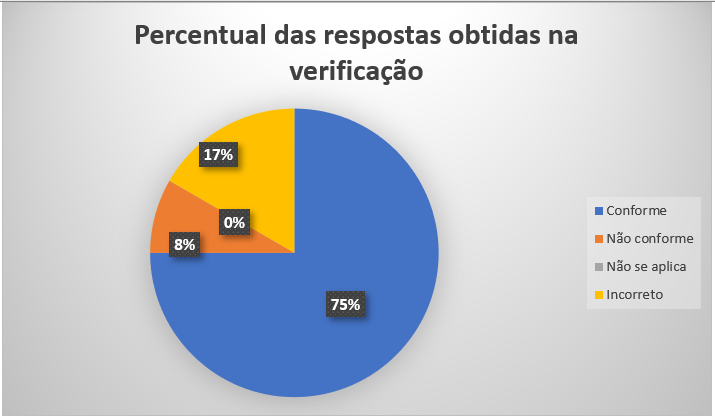 Percentual das respostas obtidas na
verificação
17%
0%
8%
75%
Conforme
Não conforme
Não se aplica
Incorreto